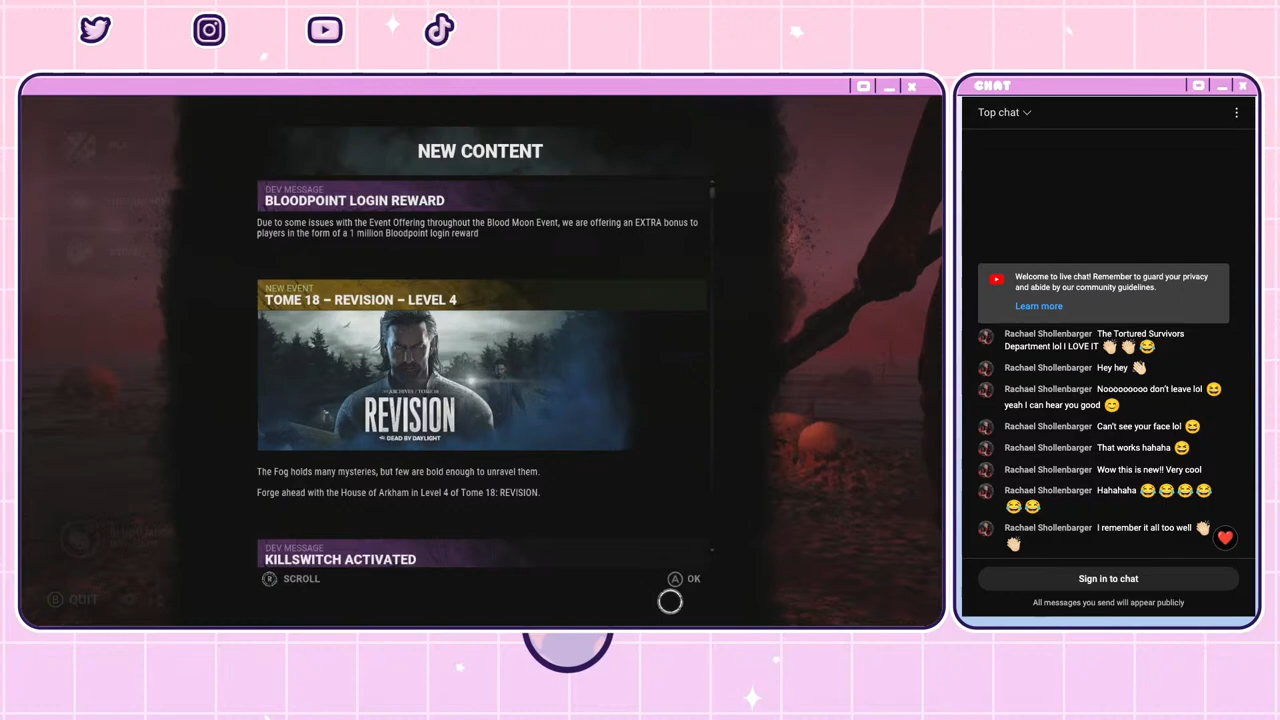 CHAT
Top chat
NEW CONTENT
DEV MESSAGE
BLOODPOINT LOGIN REWARD
Due to some issues with the Event Offering throughout the Blood Moon Event, we are offering an EXTRA bonus to
players in the form of a 1 million Bloodpoint login reward
NEW EVENT
TOME 18 – REVISION – LEVEL 4
ARCHIVES / TOME 18
REVISION
DEAD BY DAYLIGHT
The Fog holds many mysteries, but few are bold enough to unravel them.
Forge ahead with the House of Arkham in Level 4 of Tome 18: REVISION.
DEV MESSAGE
KILLSWITCH ACTIVATED
R SCROLL
A OK
B QUIT
Welcome to live chat! Remember to guard your privacy
and abide by our community guidelines.
Learn more
Rachael Shollenbarger The Tortured Survivors
Department lol I LOVE IT 👏🏻 👏🏻 😂
Rachael Shollenbarger Hey hey 👋🏻
Rachael Shollenbarger Nooooooooo don't leave lol 😆
yeah I can hear you good 😊
Rachael Shollenbarger Can't see your face lol 😆
Rachael Shollenbarger That works hahaha 😆
Rachael Shollenbarger Wow this is new!! Very cool
Rachael Shollenbarger Hahahaha 😂 😂 😂 😂
😂 😂
Rachael Shollenbarger I remember it all too well 👏🏻
👏🏻
Sign in to chat
All messages you send will appear publicly